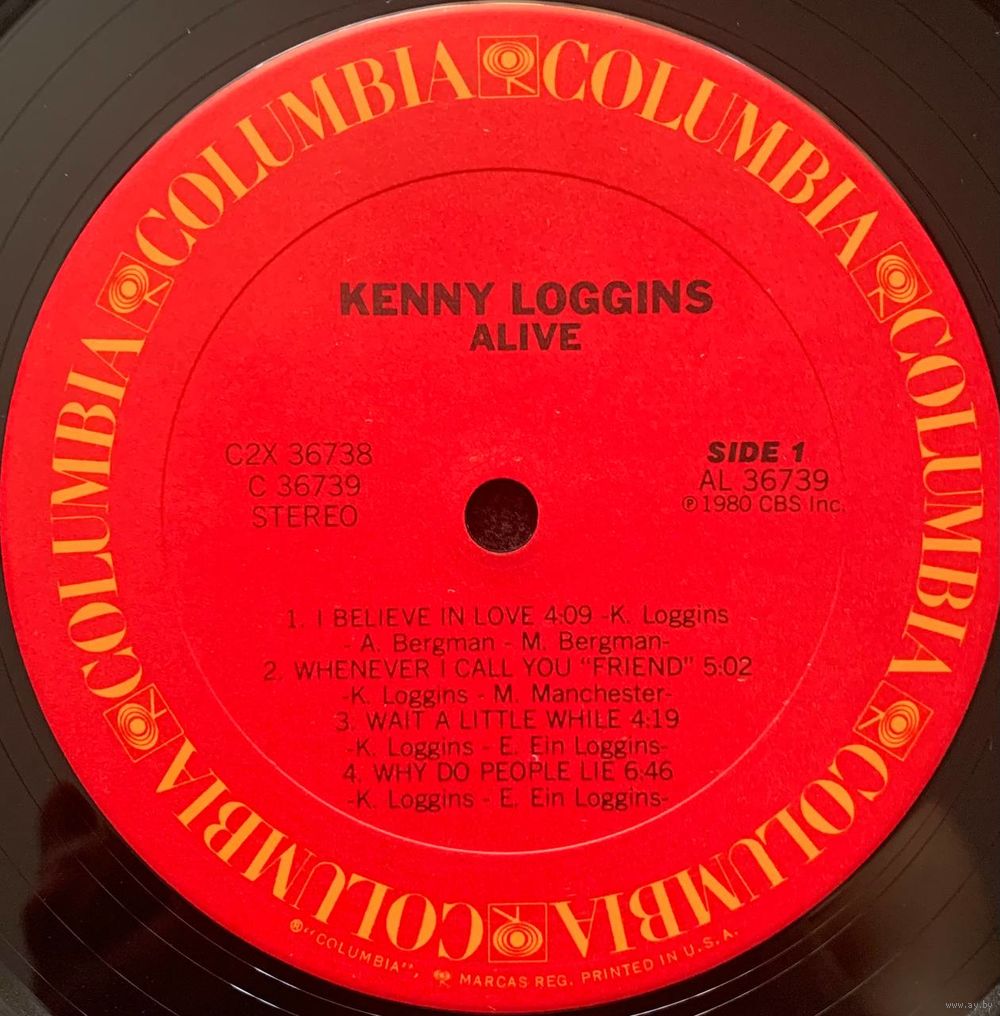 COLUMBIA COLUMBIA COLUMBIA COLUMBIA COLUMBIA COLUMBIA
KENNY LOGGINS
ALIVE
C2X 36738
C 36739
STEREO
SIDE 1
AL 36739
℗ 1980 CBS Inc.
1. I BELIEVE IN LOVE 4:09 -K. Loggins
- A. Bergman - M. Bergman-
2. WHENEVER I CALL YOU "FRIEND" 5:02
-K. Loggins - M. Manchester-
3. WAIT A LITTLE WHILE 4:19
-K. Loggins - E. Ein Loggins-
4. WHY DO PEOPLE LIE 6:46
-K. Loggins - E. Ein Loggins-
®"COLUMBIA", MARCAS REG. PRINTED IN U.S.A.
www.ay.by